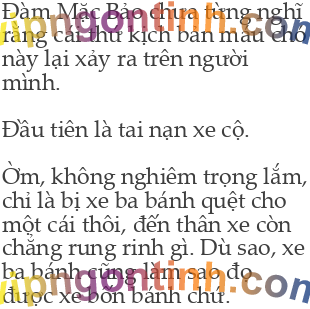 Đàm Mặc Bảo chưa từng nghĩ
rằng cái thứ kịch bản máu chó
này lại xảy ra trên người
mình.
Đầu tiên là tai nạn xe cộ.
Ờm, không nghiêm trọng lắm,
chỉ là bị xe ba bánh quệt cho
một cái thôi, đến thân xe còn
chẳng rung rinh gì. Dù sao, xe
ba bánh cũng làm sao đọ
được xe bốn bánh chứ.
vipngontinh.com
vipngontinh.com